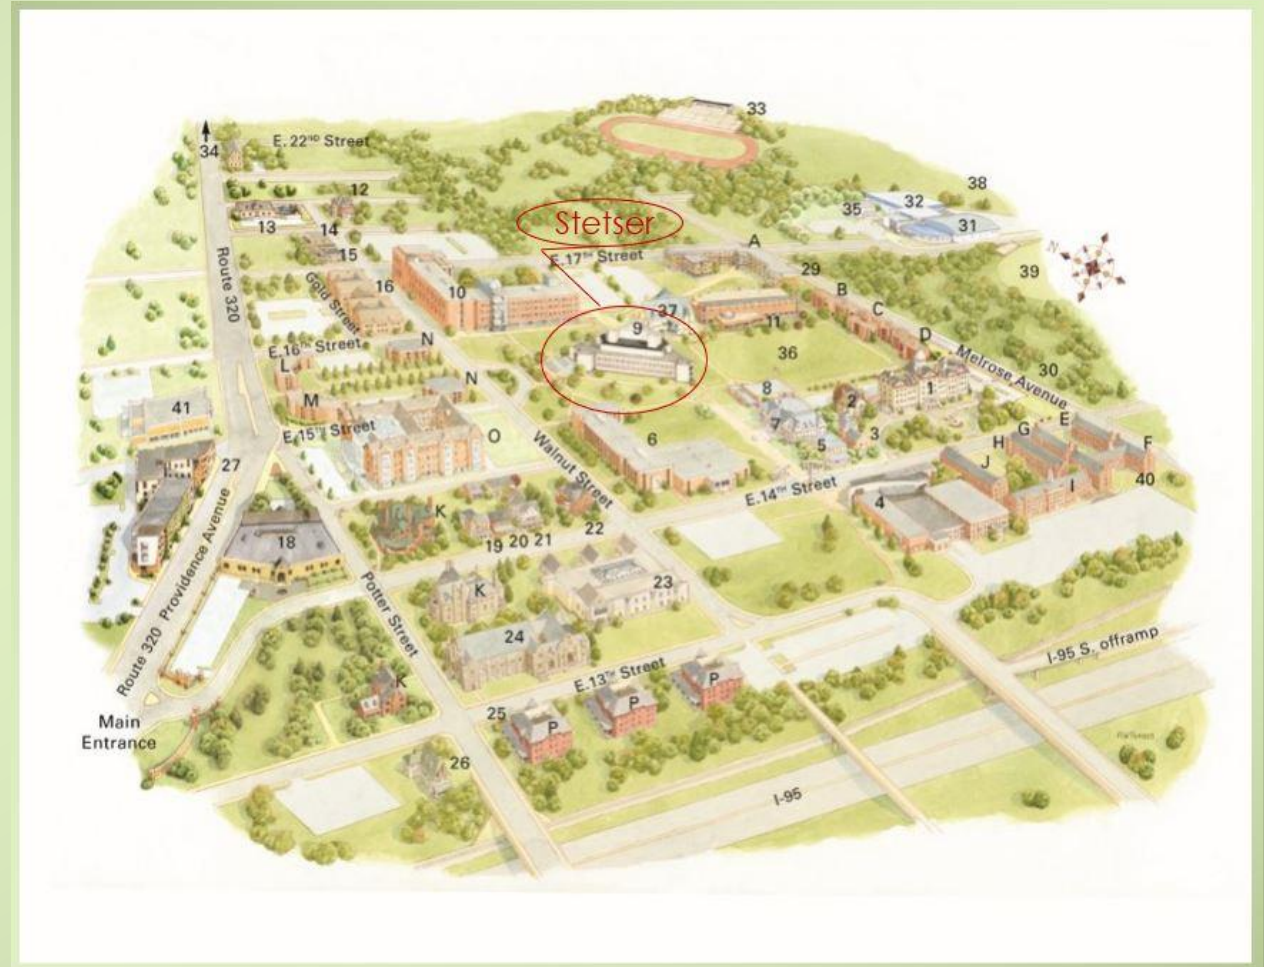 33
34
E. 22ND Street
12
38
32
35
31
13
14
Stetser
A
15
E.17TH Street
N
39
29
Route 320
Gold Street
16
10
B
37
C
11
9
D
E.16TH Street
N
36
Melrose Avenue
30
L
N
8
1
M
2
41
7
E.15TH Street
O
Walnut Street
6
5
3
G
E
H
F
J
27
E.14TH Street
I
40
K
4
22
19 20 21
18
Route 320 Providence Avenue
Potter Street
K
23
24
I-95 S. offramp
E.13TH Street
K
P
Main
Entrance
25
P
P
26
I-95